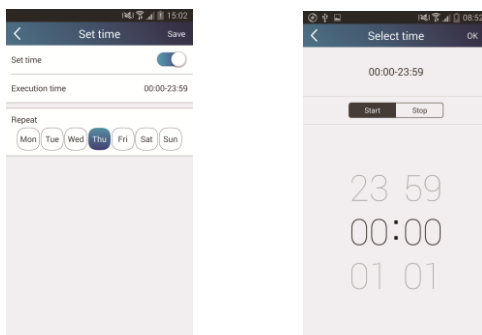 15:02
Set time
Save
Set time
Execution time
00:00-23:59
Repeat
Mon Tue Wed Thu Fri Sat Sun
08:52
Select time
OK
00:00-23:59
Start Stop
23 59
00:00
01 01